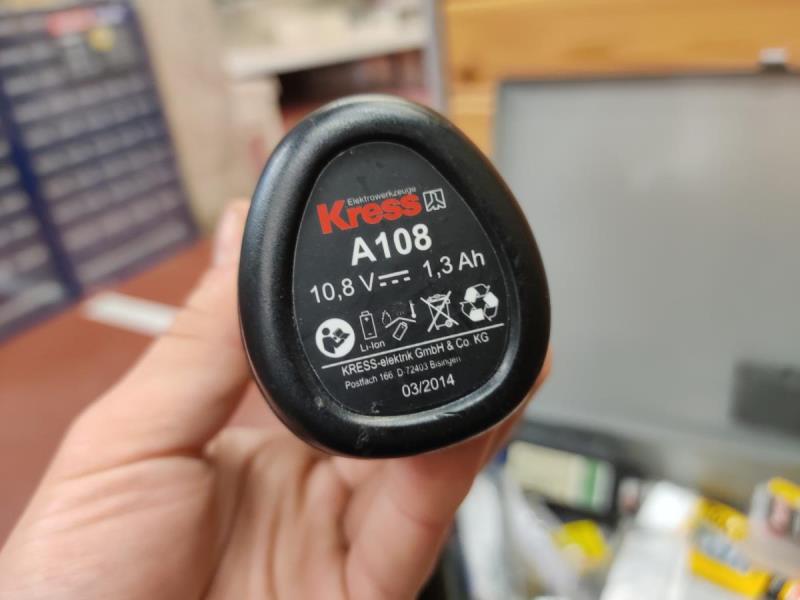 Elektrowerkzeuge
Kress
A108
10,8 V 1,3 Ah
Li-Ion
KRESS-elektrik GmbH & Co. KG
Postfach 166 D-72403 Bisingen
03/2014